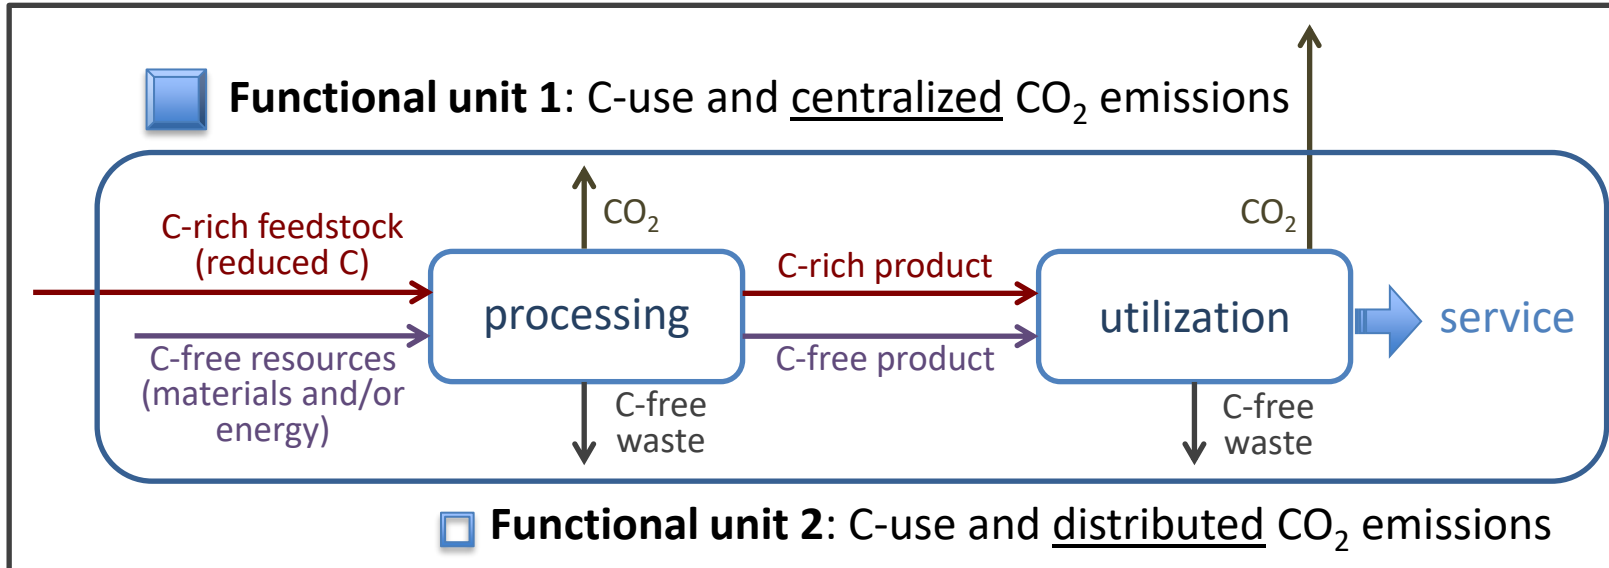 Functional unit 1: C-use and centralized CO₂ emissions
C-rich feedstock
(reduced C)
CO₂
C-rich product
CO₂
processing
utilization
service
C-free resources
(materials and/or
energy)
C-free product
C-free
waste
C-free
waste
Functional unit 2: C-use and distributed CO₂ emissions